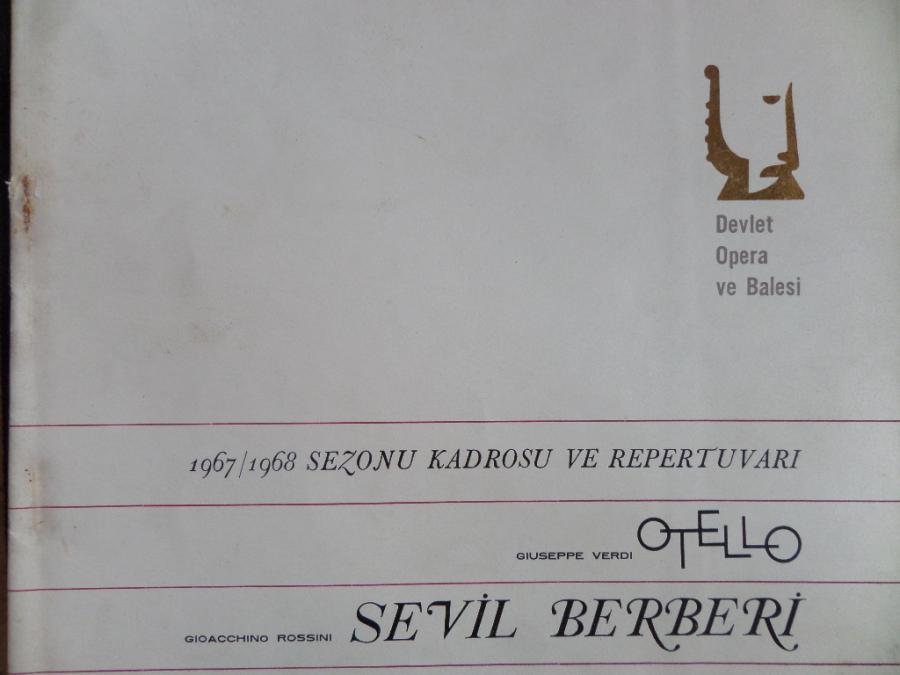 Devlet
Opera
ve Balesi
1967/1968 SEZONU KADROSU VE REPERTUVARI
GIUSEPPE VERDI OTELLO
GIOACCHINO ROSSINI SEVİL BERBERİ